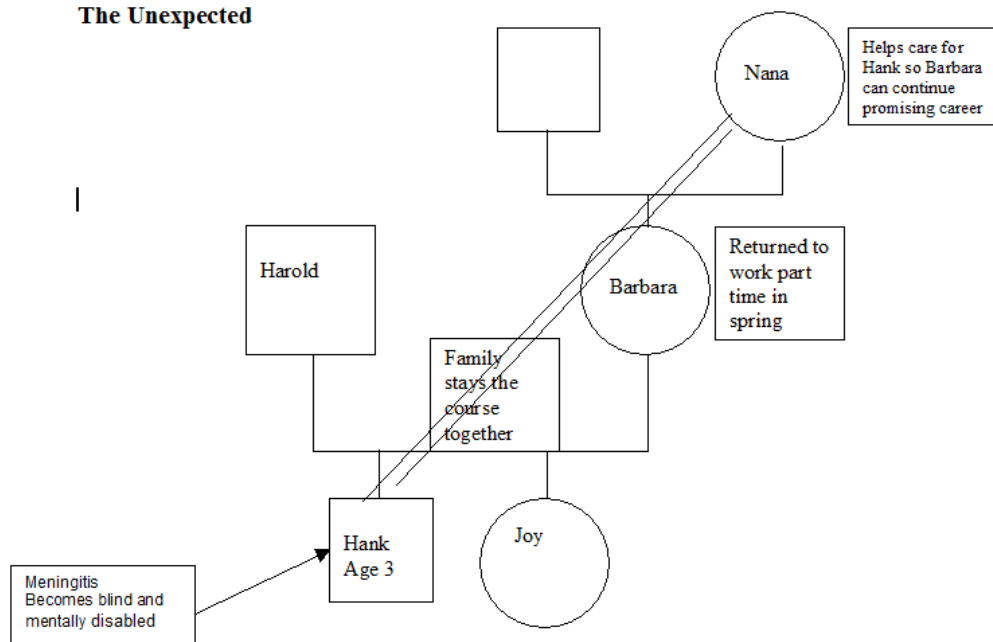 The Unexpected
Nana
Helps care for
Hank so Barbara
can continue
promising career
Harold
Barbara
Returned to
work part
time in
spring
Family
stays the
course
together
Hank
Age 3
Joy
Meningitis
Becomes blind and
mentally disabled